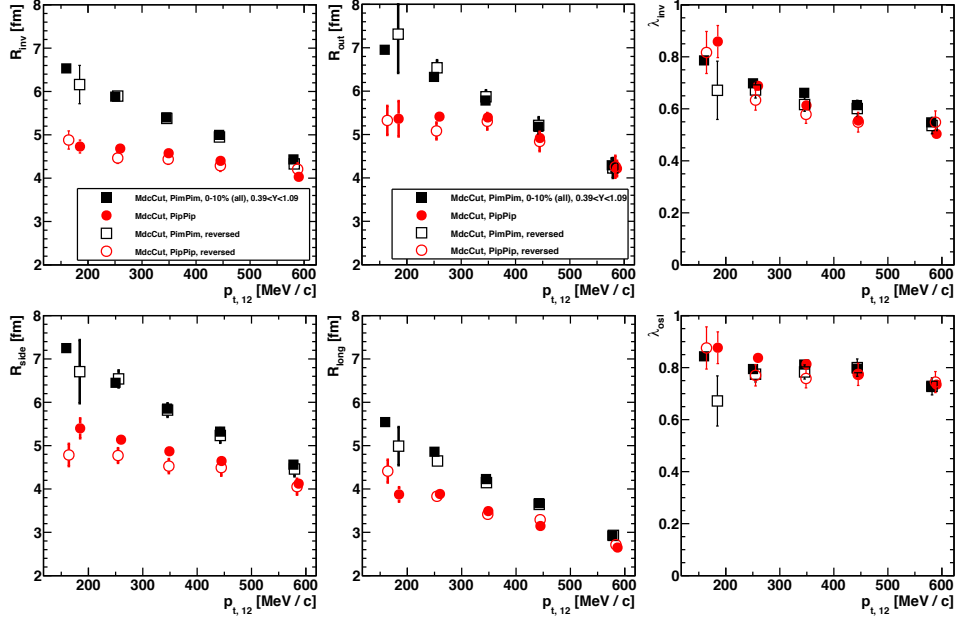 R_inv [fm]
8
7
6
5
4
3
2
200 300 400 500 600
p_t, 12 [MeV / c]
MdcCut, PimPim, 0-10% (all), 0.39<Y<1.09
MdcCut, PipPip
MdcCut, PimPim, reversed
MdcCut, PipPip, reversed
R_out [fm]
8
7
6
5
4
3
2
200 300 400 500 600
p_t, 12 [MeV / c]
MdcCut, PimPim, 0-10% (all), 0.39<Y<1.09
MdcCut, PipPip
MdcCut, PimPim, reversed
MdcCut, PipPip, reversed
λ_inv
1
0.8
0.6
0.4
0.2
0
200 300 400 500 600
p_t, 12 [MeV / c]
R_side [fm]
8
7
6
5
4
3
2
200 300 400 500 600
p_t, 12 [MeV / c]
R_long [fm]
8
7
6
5
4
3
2
200 300 400 500 600
p_t, 12 [MeV / c]
λ_osl
1
0.8
0.6
0.4
0.2
0
200 300 400 500 600
p_t, 12 [MeV / c]